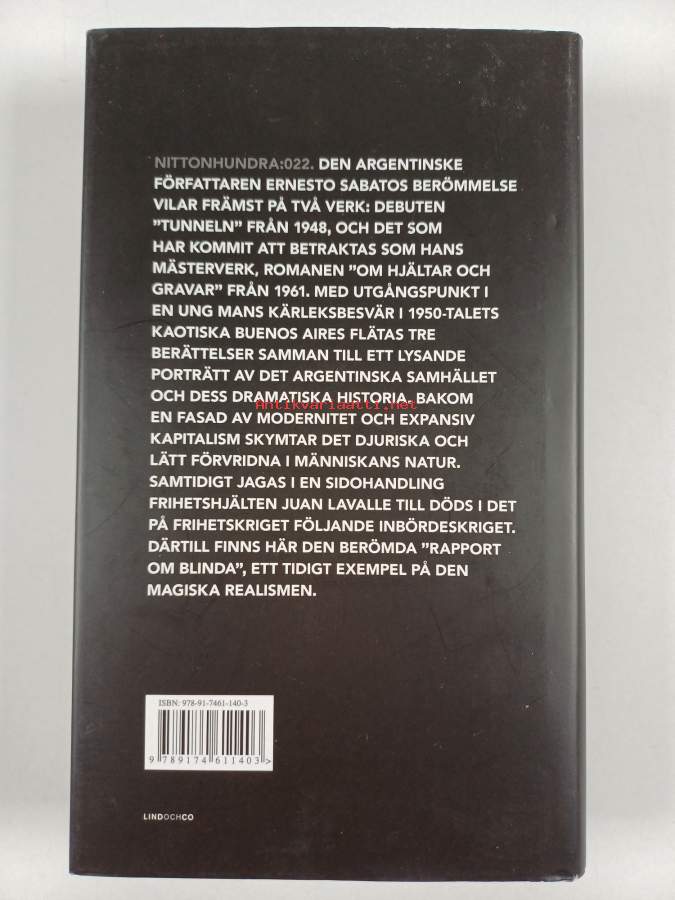 NITTONHUNDRA:022. DEN ARGENTINSKE
FÖRFATTAREN ERNESTO SABATOS BERÖMMELSE
VILAR FRÄMST PÅ TVÅ VERK: DEBUTEN
”TUNNELN” FRÅN 1948, OCH DET SOM
HAR KOMMIT ATT BETRAKTAS SOM HANS
MÄSTERVERK, ROMANEN ”OM HJÄLTAR OCH
GRAVAR” FRÅN 1961. MED UTGÅNGSPUNKT I
EN UNG MANS KÄRLEKSBESVÄR I 1950-TALETS
KAOTISKA BUENOS AIRES FLÄTAS TRE
BERÄTTELSER SAMMAN TILL ETT LYSANDE
PORTRÄTT AV DET ARGENTINSKA SAMHÄLLET
OCH DESS DRAMATISKA HISTORIA. BAKOM
Antikvariaatti.net
EN FASAD AV MODERNITET OCH EXPANSIV
KAPITALISM SKYMTAR DET DJURISKA OCH
LÄTT FÖRVRIDNA I MÄNNISKANS NATUR.
SAMTIDIGT JAGAS I EN SIDOHANDLING
FRIHETSHJÄLTEN JUAN LAVALLE TILL DÖDS I DET
PÅ FRIHETSKRIGET FÖLJANDE INBÖRDESKRIGET.
DÄRTILL FINNS HÄR DEN BERÖMDA ”RAPPORT
OM BLINDA”, ETT TIDIGT EXEMPEL PÅ DEN
MAGISKA REALISMEN.
ISBN: 978-91-7461-140-3
9 789174 611403 >
LINDOCHCO